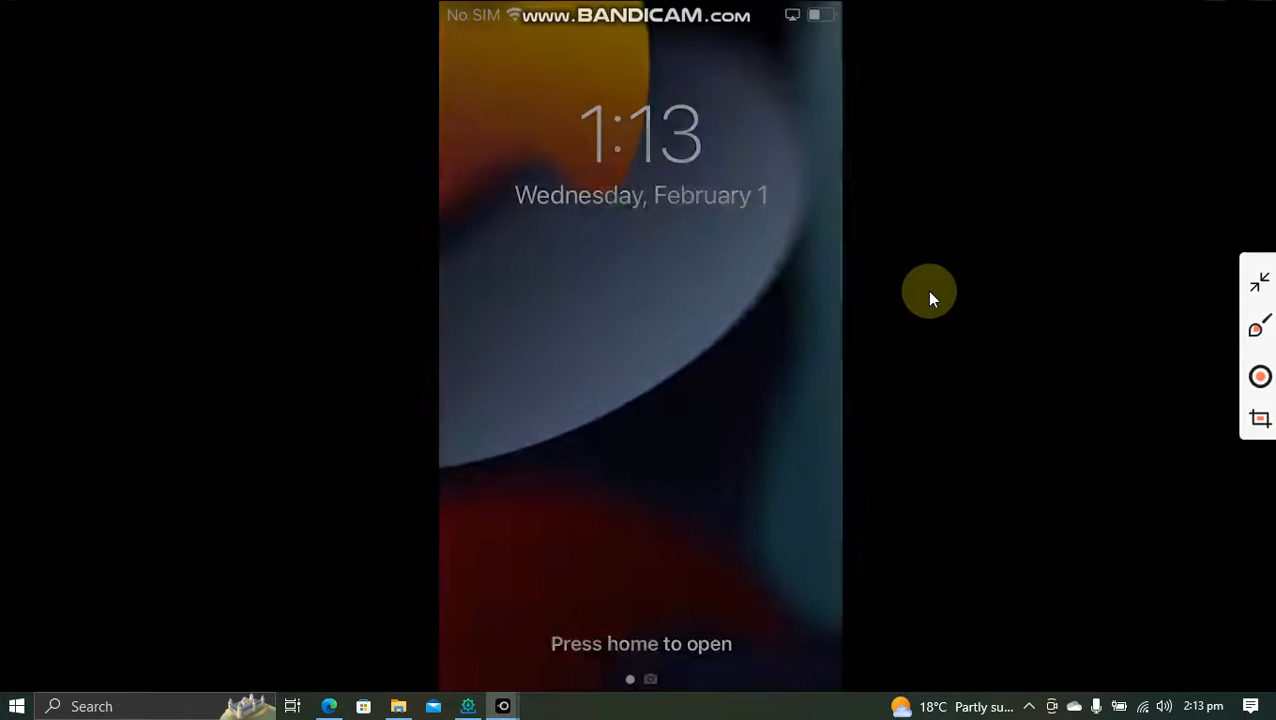 No SIM
www.BANDICAM.com
1:13
Wednesday, February 1
Press home to open
Search
18°C Partly su...
2:13 pm